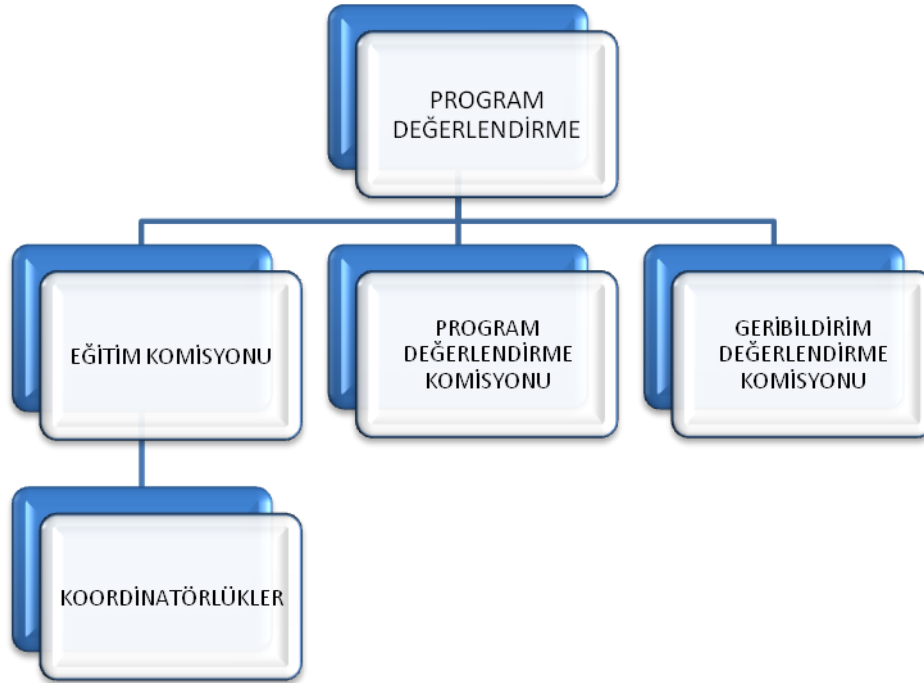 PROGRAM
DEĞERLENDİRME
EĞİTİM KOMİSYONU
PROGRAM
DEĞERLENDİRME
KOMİSYONU
GERİBİLDİRİM
DEĞERLENDİRME
KOMİSYONU
KOORDİNATÖRLÜKLER